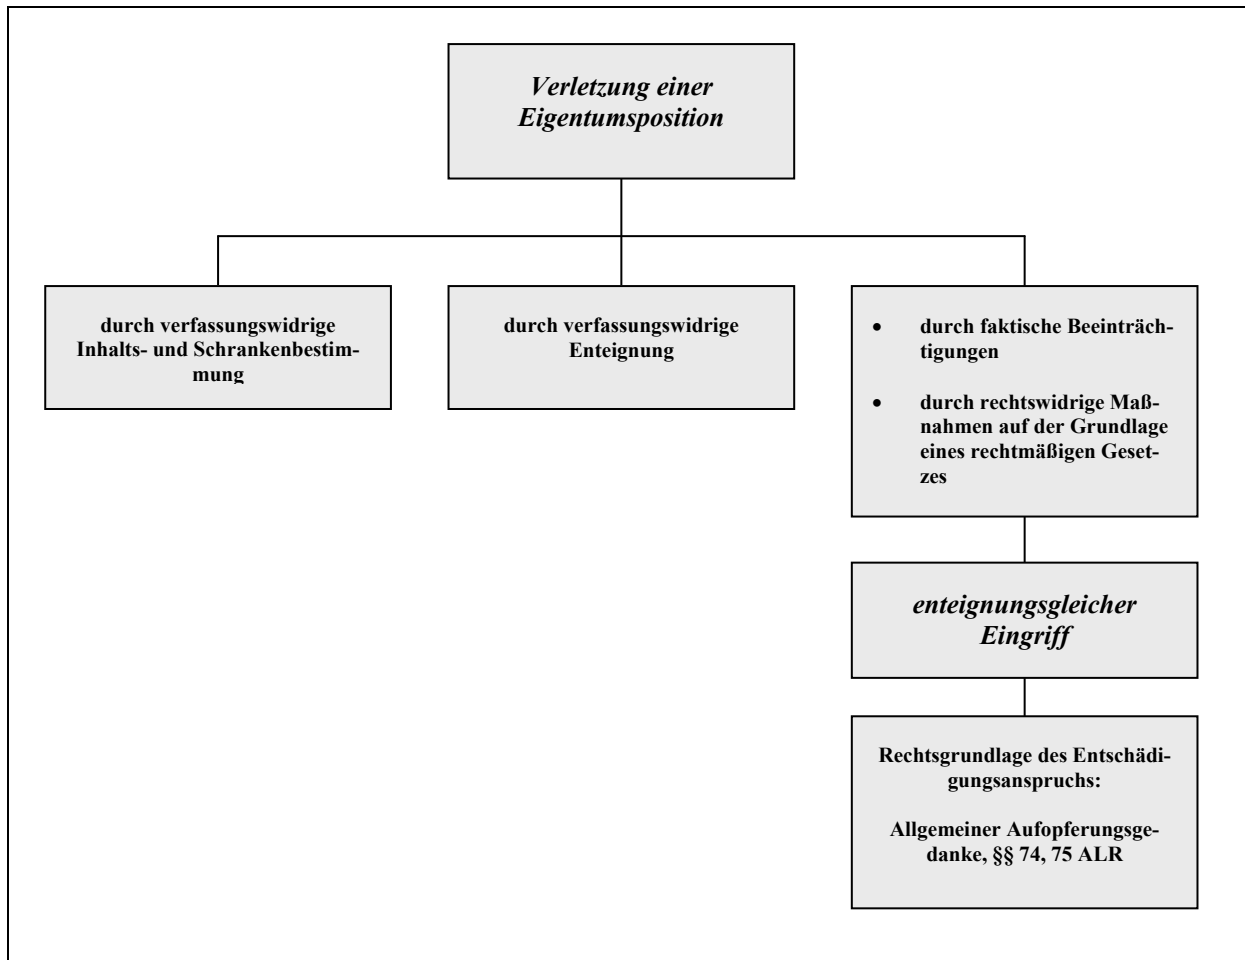 Verletzung einer
Eigentumsposition
durch verfassungswidrige
Inhalts- und Schrankenbestim-
mung
durch verfassungswidrige
Enteignung
• durch faktische Beeinträch-
tigungen
• durch rechtswidrige Maß-
nahmen auf der Grundlage
eines rechtmäßigen Geset-
zes
enteignungsgleicher
Eingriff
Rechtsgrundlage des Entschädi-
gungsanspruchs:
Allgemeiner Aufopferungsge-
danke, §§ 74, 75 ALR